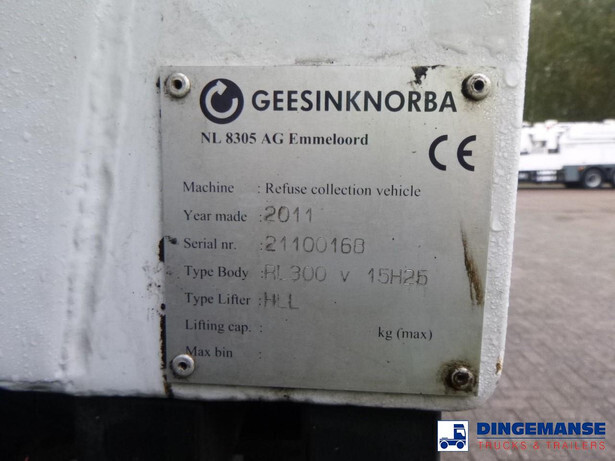 GEESINKNORBA
NL 8305 AG Emmeloord
CE
Machine : Refuse collection vehicle
Year made : 2011
Serial nr. : 21100168
Type Body : RL300 v 15H25
Type Lifter : HLL
Lifting cap. : kg (max)
Max bin :
DINGEMANSE
TRUCKS & TRAILERS